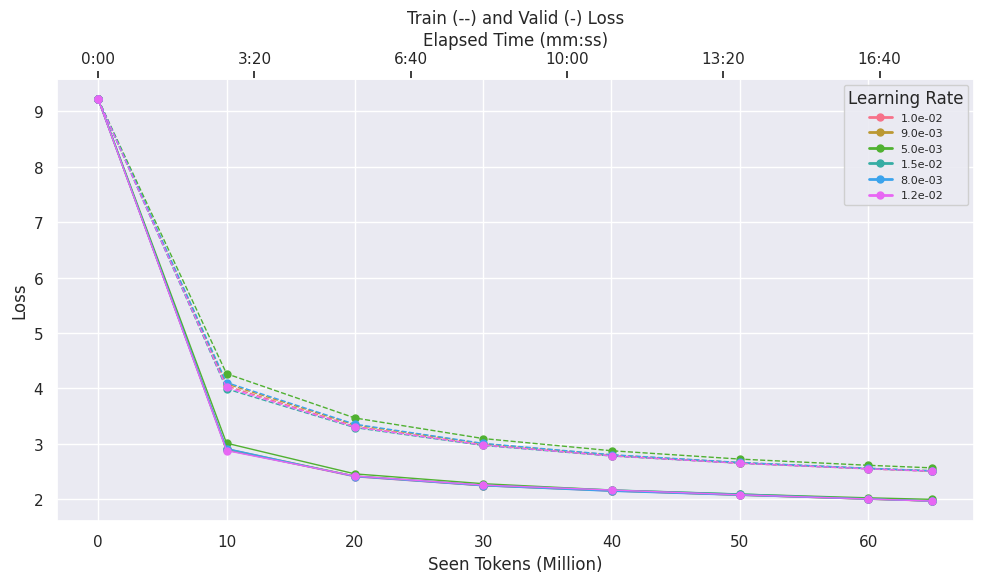 Train (--) and Valid (-) Loss
Elapsed Time (mm:ss)
0:00 3:20 6:40 10:00 13:20 16:40
Learning Rate
1.0e-02
9.0e-03
5.0e-03
1.5e-02
8.0e-03
1.2e-02
9
8
7
6
5
4
3
2
Loss
0 10 20 30 40 50 60
Seen Tokens (Million)